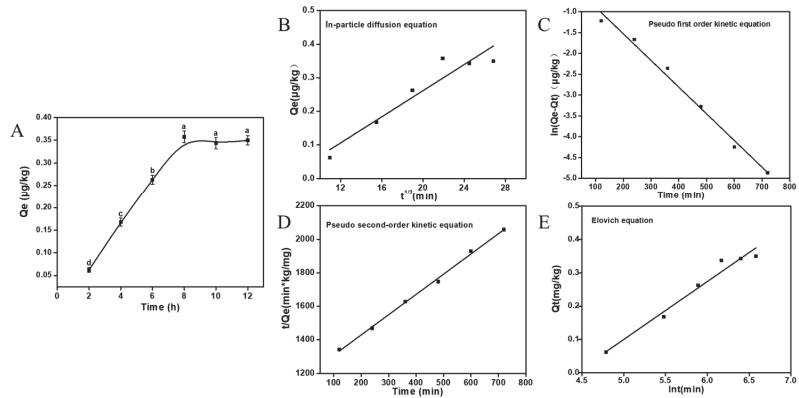 A
Qe (µg/kg)
0.40
0.35
0.30
0.25
0.20
0.15
0.10
0.05
d
c
b
a
a
a
0 2 4 6 8 10 12
Time (h)
B
In-particle diffusion equation
Qe(µg/kg)
0.5
0.4
0.3
0.2
0.1
0.0
12 16 20 24 28
t¹/³(min)
C
Pseudo first order kinetic equation
ln(Qe-Qt)（µg/kg)
-1.0
-1.5
-2.0
-2.5
-3.0
-3.5
-4.0
-4.5
-5.0
100 200 300 400 500 600 700 800
Time (min)
D
Pseudo second-order kinetic equation
t/Qe(min*kg/mg)
2200
2000
1800
1600
1400
1200
100 200 300 400 500 600 700 800
Time (min)
E
Elovich equation
Qt(mg/kg)
0.5
0.4
0.3
0.2
0.1
0.0
4.5 5.0 5.5 6.0 6.5 7.0
lnt(min)